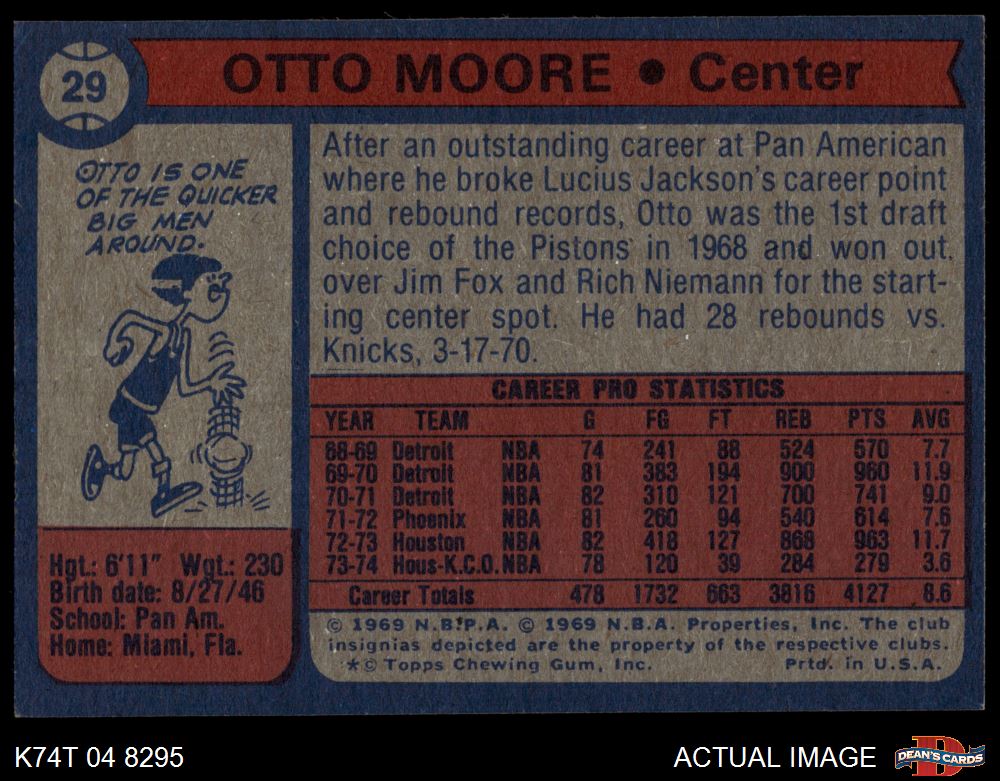 29
OTTO MOORE • Center
OTTO IS ONE
OF THE QUICKER
BIG MEN
AROUND.
After an outstanding career at Pan American
where he broke Lucius Jackson's career point
and rebound records, Otto was the 1st draft
choice of the Pistons in 1968 and won out
over Jim Fox and Rich Niemann for the start-
ing center spot. He had 28 rebounds vs.
Knicks, 3-17-70.
Hgt.: 6'11" Wgt.: 230
Birth date: 8/27/46
School: Pan Am.
Home: Miami, Fla.
CAREER PRO STATISTICS
YEAR TEAM G FG FT REB PTS AVG
68-69 Detroit NBA 74 241 88 524 570 7.7
69-70 Detroit NBA 81 383 194 900 960 11.9
70-71 Detroit NBA 82 310 121 700 741 9.0
71-72 Phoenix NBA 81 260 94 540 614 7.6
72-73 Houston NBA 82 418 127 868 963 11.7
73-74 Hous-K.C.O. NBA 78 120 39 284 279 3.6
Career Totals 478 1732 663 3816 4127 8.6
© 1969 N.B.P.A. © 1969 N.B.A. Properties, Inc. The club
insignias depicted are the property of the respective clubs.
*© Topps Chewing Gum, Inc. Prtd. in U.S.A.
K74T 04 8295 ACTUAL IMAGE DEAN'S CARDS